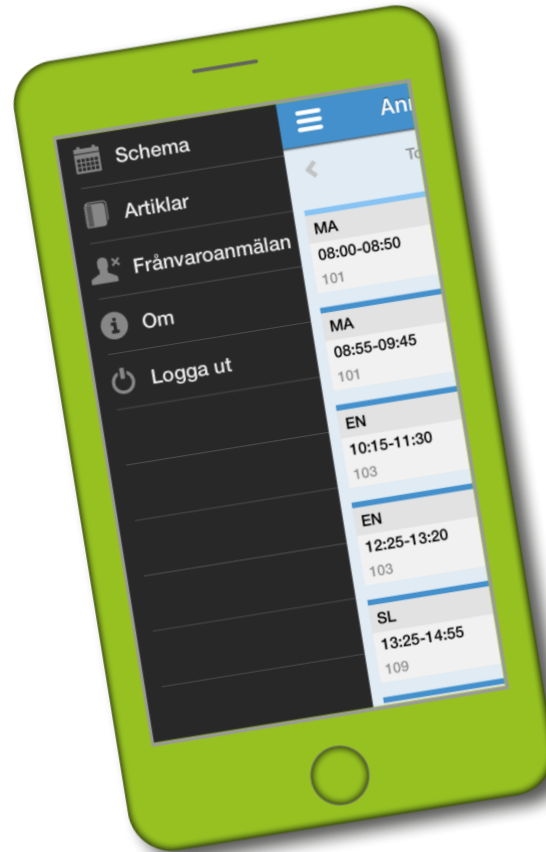 Schema
Artiklar
Frånvaroanmälan
Om
Logga ut
MA
08:00-08:50
101
MA
08:55-09:45
101
EN
10:15-11:30
103
EN
12:25-13:20
103
SL
13:25-14:55
109